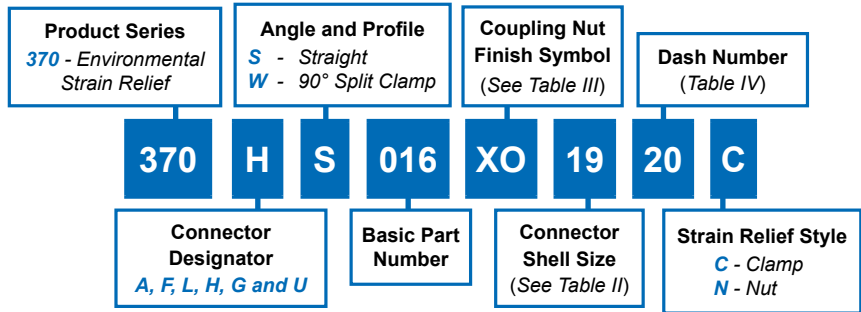 Product Series
370 - Environmental
Strain Relief
Angle and Profile
S - Straight
W - 90° Split Clamp
Coupling Nut
Finish Symbol
(See Table III)
Dash Number
(Table IV)
370 H S 016 XO 19 20 C
Connector
Designator
A, F, L, H, G and U
Basic Part
Number
Connector
Shell Size
(See Table II)
Strain Relief Style
C - Clamp
N - Nut